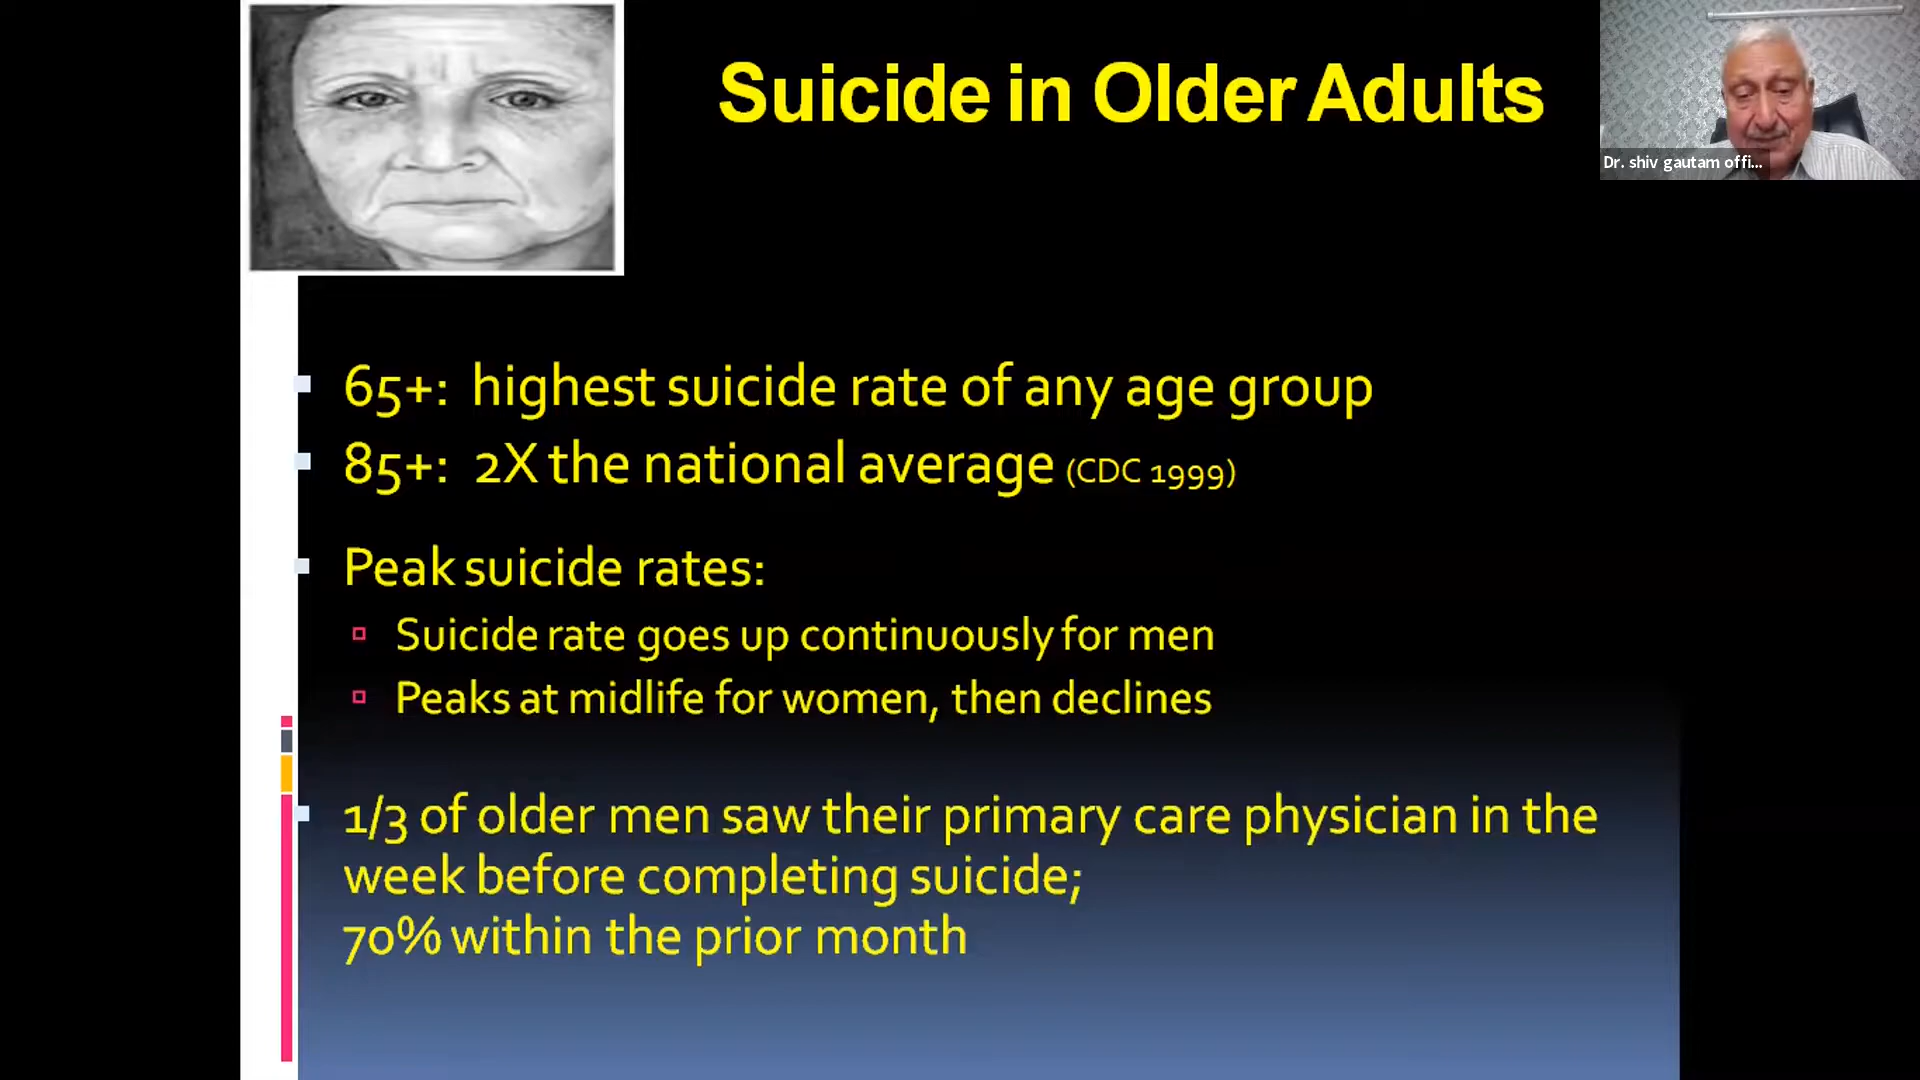 Suicide in Older Adults
Dr. shiv gautam offi...
65+: highest suicide rate of any age group
85+: 2X the national average (CDC 1999)
Peak suicide rates:
Suicide rate goes up continuously for men
Peaks at midlife for women, then declines
1/3 of older men saw their primary care physician in the
week before completing suicide;
70% within the prior month